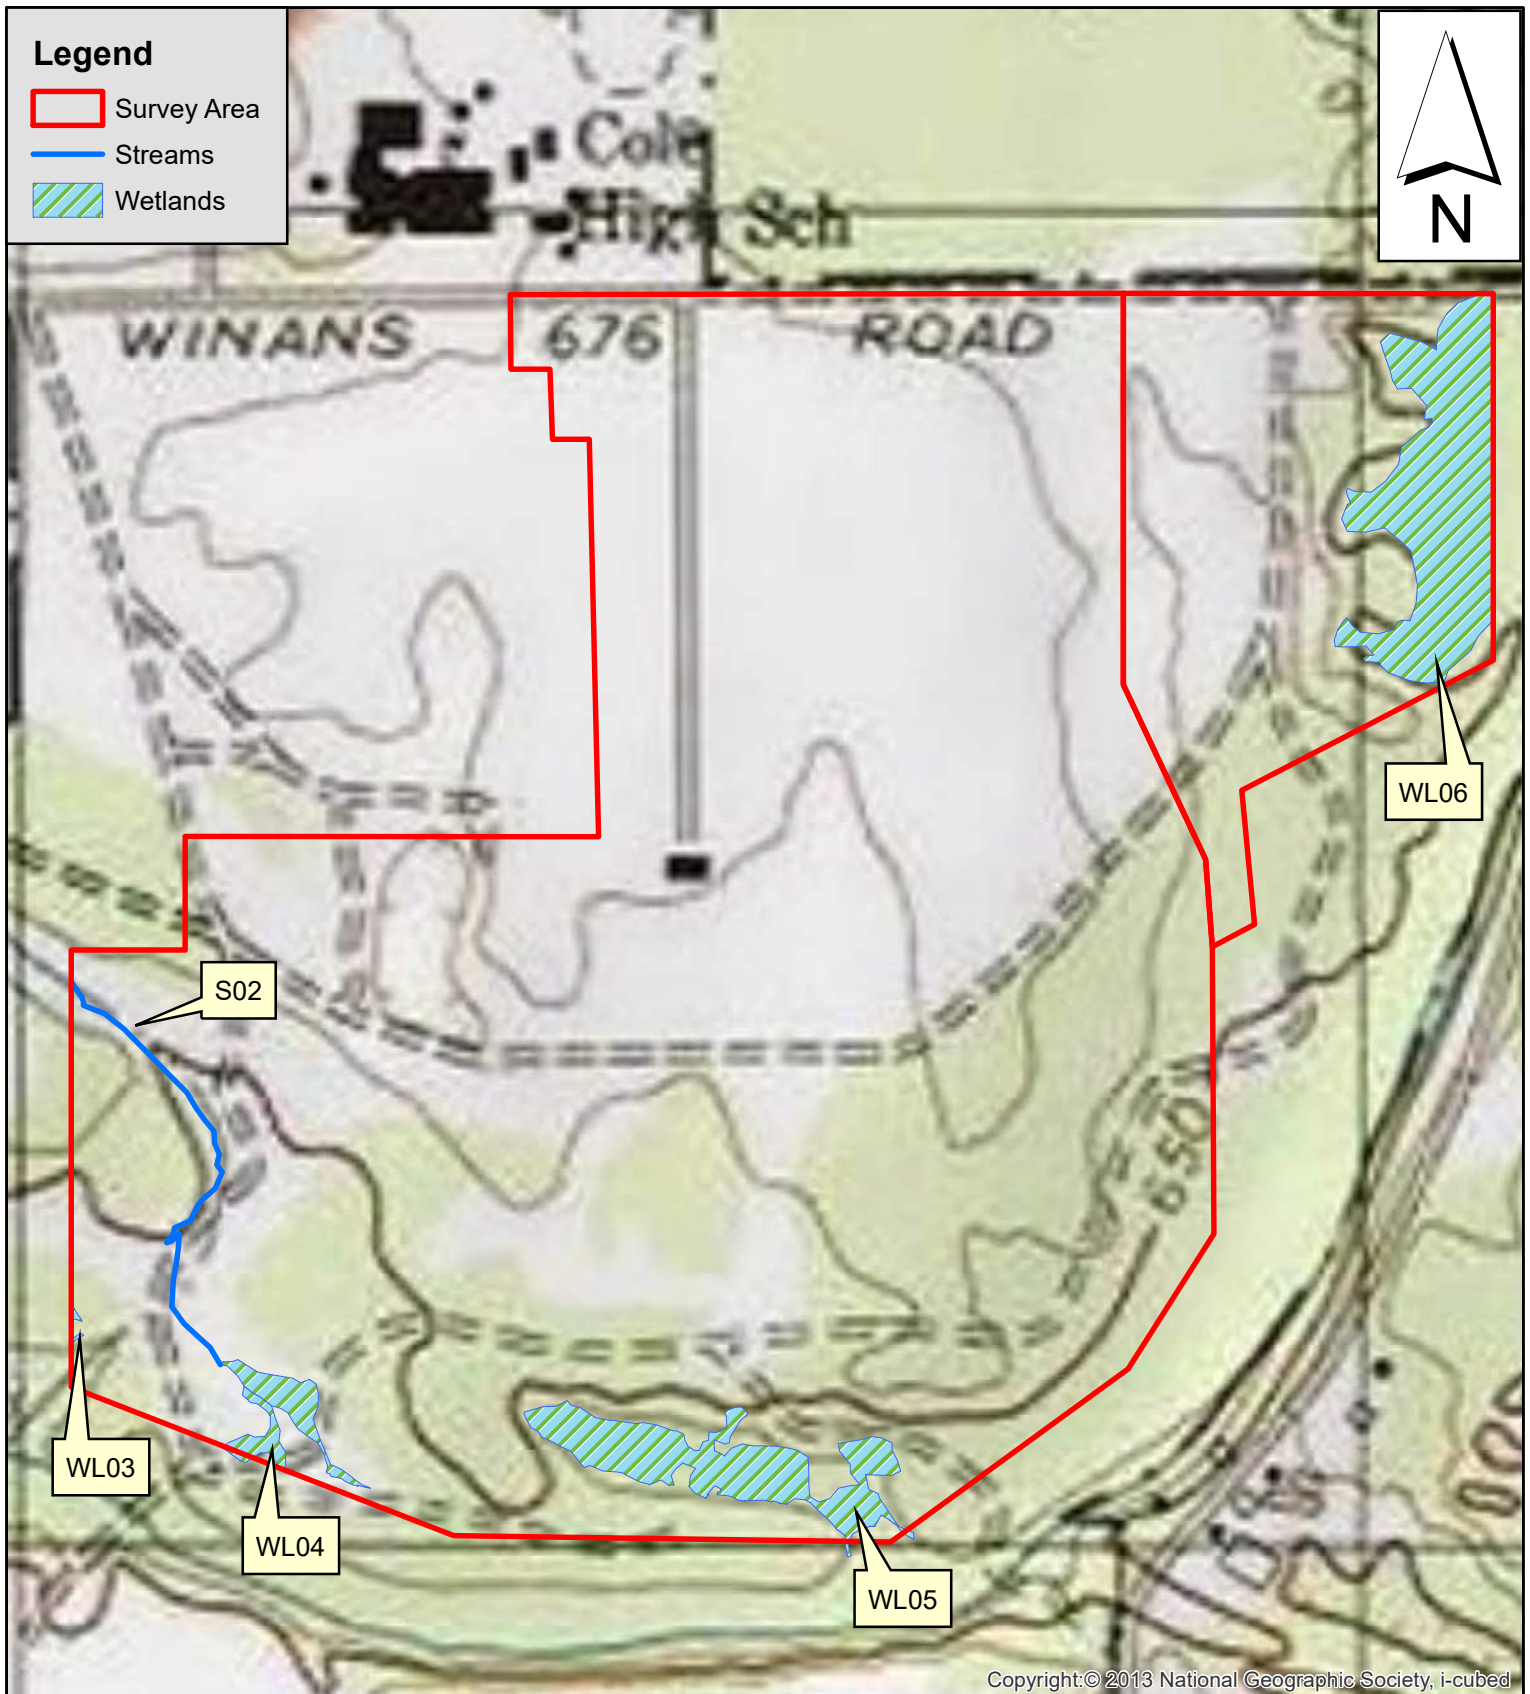 Legend
Survey Area
Streams
Wetlands
N
Cole
High Sch
WINANS 676 ROAD
WL06
S02
650
WL03
WL04
WL05
Copyright:© 2013 National Geographic Society, i-cubed